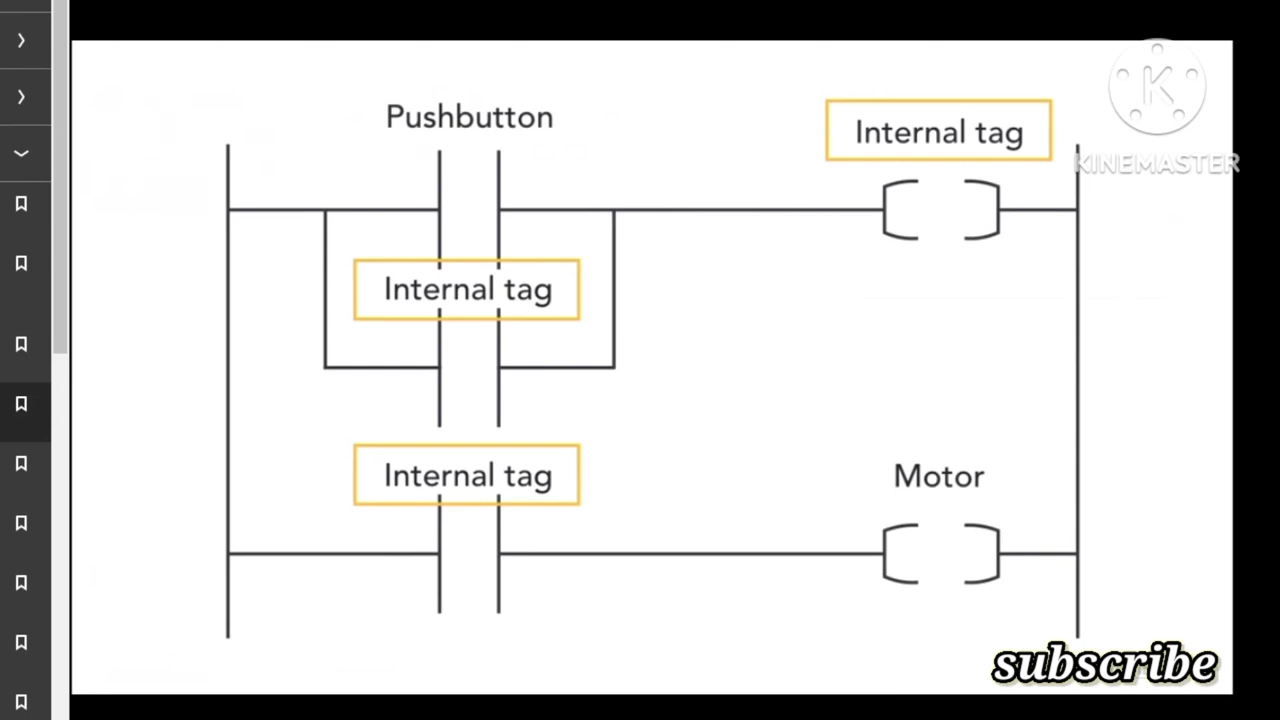 Pushbutton
Internal tag
K
KINEMASTER
Internal tag
Internal tag
Motor
subscribe